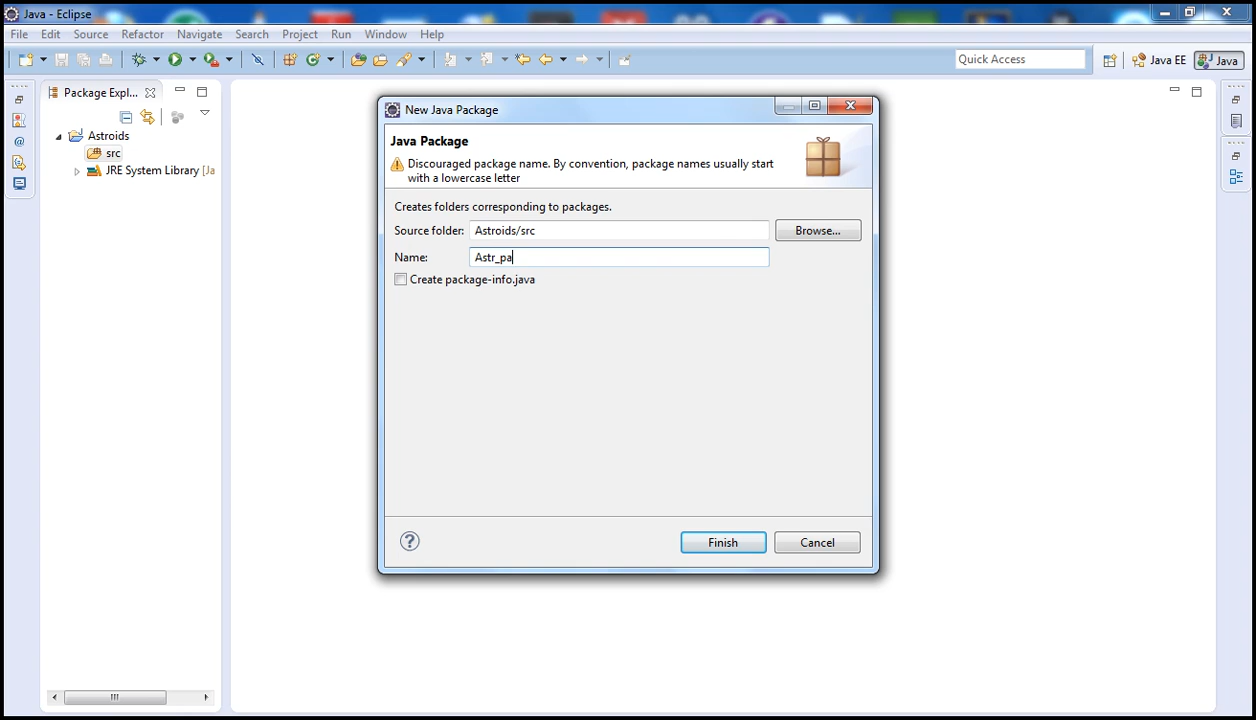 Java - Eclipse
File Edit Source Refactor Navigate Search Project Run Window Help
Quick Access
Java EE
Java
Package Expl...
Astroids
src
JRE System Library [Ja
New Java Package
Java Package
Discouraged package name. By convention, package names usually start
with a lowercase letter
Creates folders corresponding to packages.
Source folder: Astroids/src Browse...
Name: Astr_pa
Create package-info.java
Finish Cancel